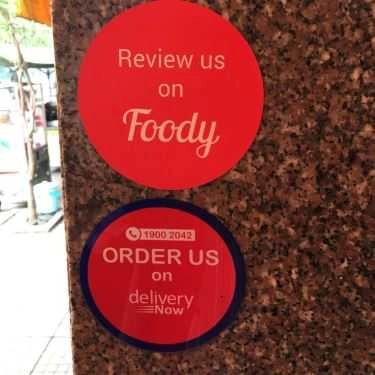 Review us
on
Foody
1900 2042
ORDER US
on
delivery
Now